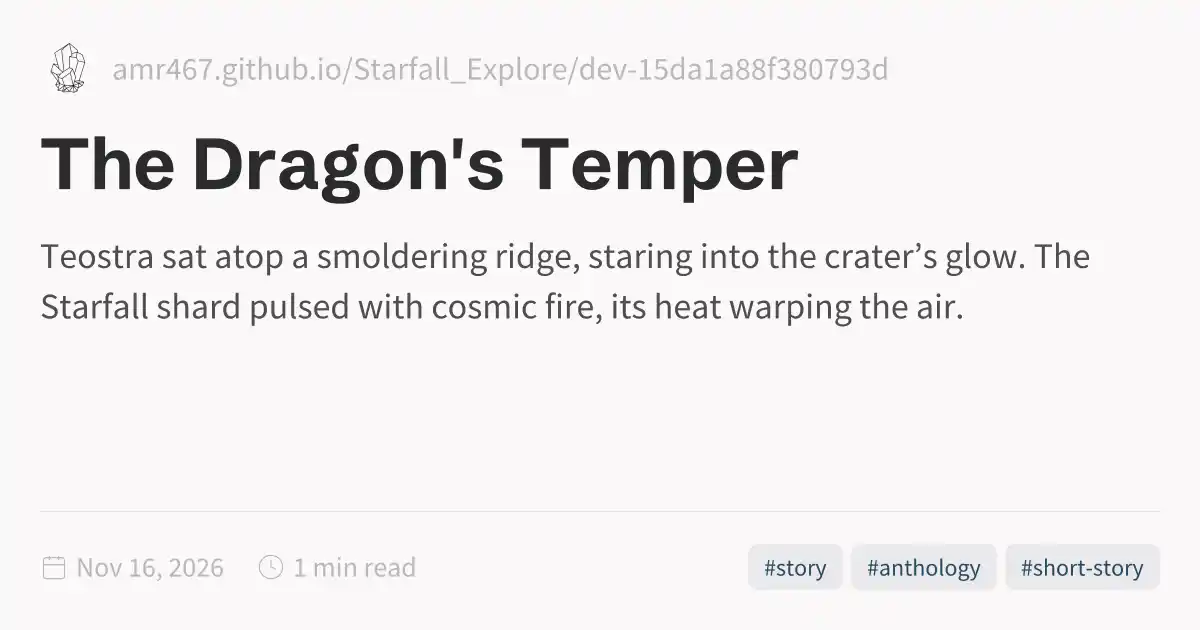 amr467.github.io/Starfall_Explore/dev-15da1a88f380793d
The Dragon's Temper
Teostra sat atop a smoldering ridge, staring into the crater’s glow. The
Starfall shard pulsed with cosmic fire, its heat warping the air.
Nov 16, 2026
1 min read
#story
#anthology
#short-story